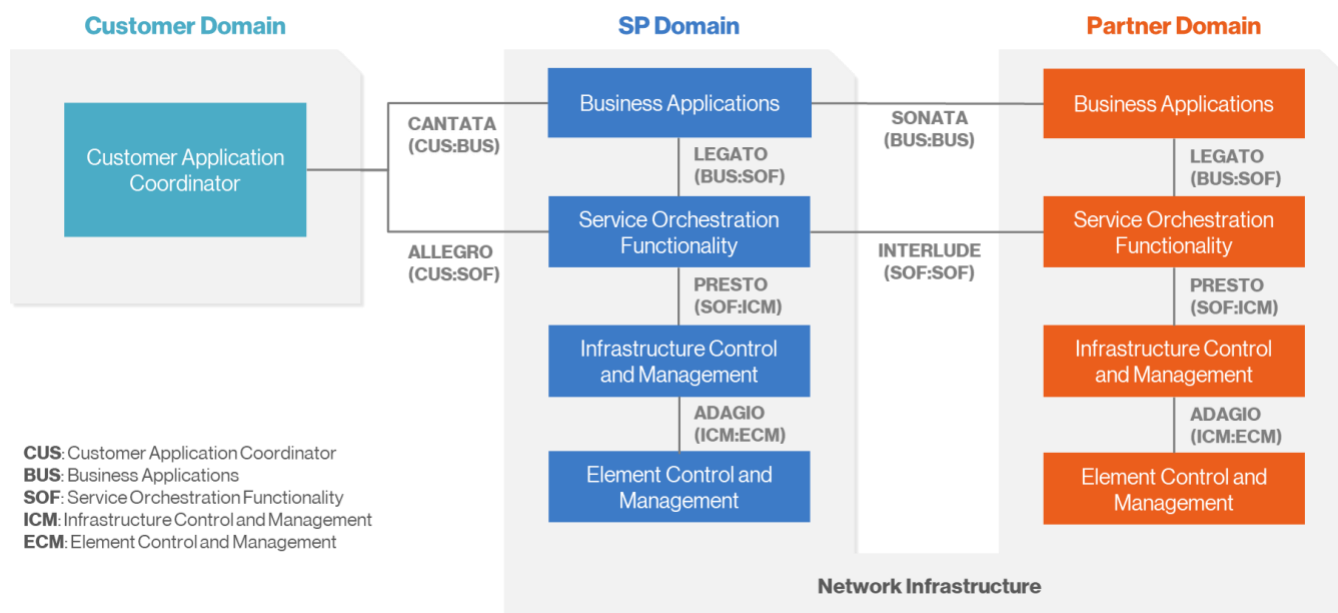 Customer Domain
SP Domain
Partner Domain
Customer Application
Coordinator
CANTATA
(CUS:BUS)
ALLEGRO
(CUS:SOF)
Business Applications
LEGATO
(BUS:SOF)
Service Orchestration
Functionality
PRESTO
(SOF:ICM)
Infrastructure Control
and Management
ADAGIO
(ICM:ECM)
Element Control and
Management
SONATA
(BUS:BUS)
INTERLUDE
(SOF:SOF)
Business Applications
LEGATO
(BUS:SOF)
Service Orchestration
Functionality
PRESTO
(SOF:ICM)
Infrastructure Control
and Management
ADAGIO
(ICM:ECM)
Element Control and
Management
CUS: Customer Application Coordinator
BUS: Business Applications
SOF: Service Orchestration Functionality
ICM: Infrastructure Control and Management
ECM: Element Control and Management
Network Infrastructure